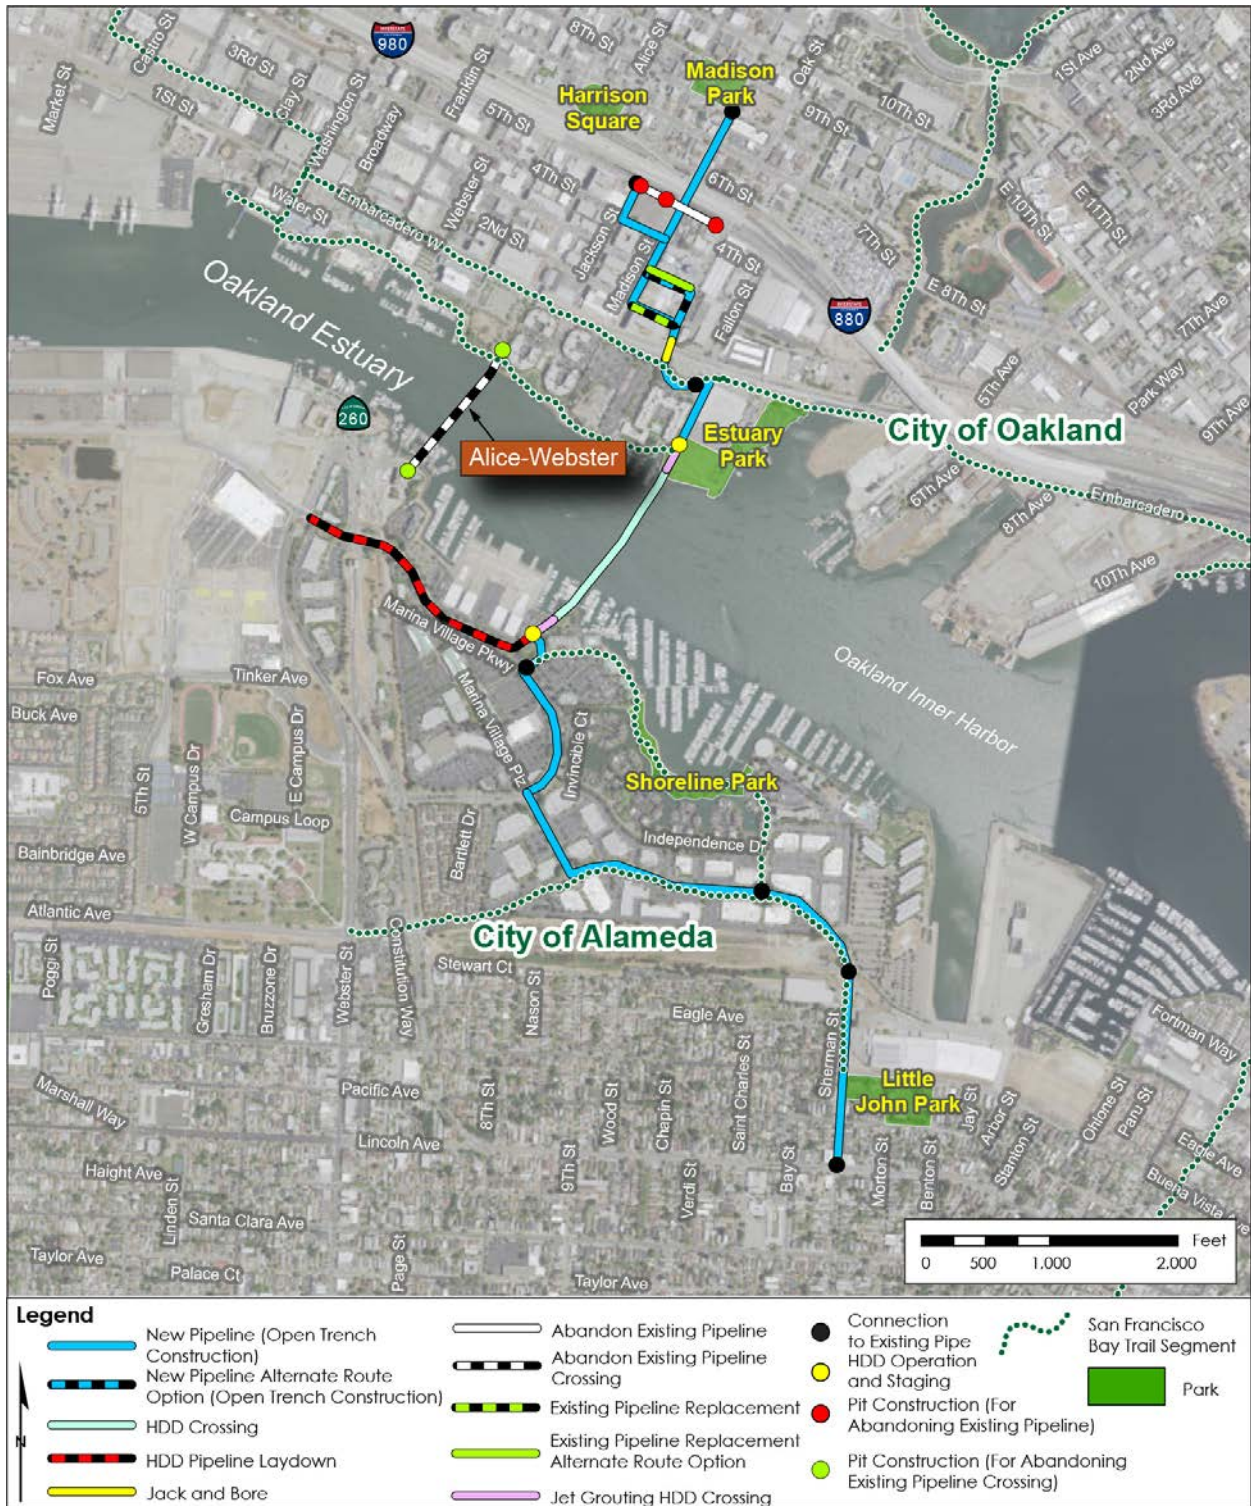 INTERSTATE
980
8Th St
Alice St
Oak St
Madison
Park
1St Ave
2Nd Ave
3Rd Ave
Castro St
3Rd St
Clay St
Market St
1St St
Washington St
Broadway
Franklin St
5Th St
Harrison
Square
9Th St
10Th St
Webster St
4Th St
6Th St
E 10Th St
E 11Th St
Water St
Embarcadero W
2Nd St
Jackson St
Madison St
4Th St
7Th St
E 8Th St
Oakland Estuary
Fallon St
INTERSTATE
880
7Th Ave
5Th Ave
Park Way
9Th Ave
260
Alice-Webster
Estuary
Park
City of Oakland
6Th Ave
8Th Ave
Embarcadero
10Th Ave
Marina Village Pkwy
Oakland Inner Harbor
Fox Ave
Tinker Ave
Buck Ave
5Th St
W Campus Dr
E Campus Dr
Marina Village Plz
Invincible Ct
Shoreline Park
Campus Loop
Bartlett Dr
Independence Dr
Bainbridge Ave
Atlantic Ave
City of Alameda
Poggi St
Gresham Dr
Bruzzone Dr
Webster St
Constitution Way
Stewart Ct
Nason St
Eagle Ave
Sherman St
Fortman Way
Marshall Way
Pacific Ave
8Th St
Wood St
Chapin St
Saint Charles St
Little
John Park
Jay St
Arbor St
Stanton St
Ohlone St
Paru St
Lincoln Ave
Haight Ave
Linden St
9Th St
Verdi St
Bay St
Morton St
Benton St
Eagle Ave
Buena Vista Ave
Santa Clara Ave
Taylor Ave
Palace Ct
Page St
Taylor Ave
Feet
0 500 1,000 2,000
Legend
N
New Pipeline (Open Trench
Construction)
New Pipeline Alternate Route
Option (Open Trench Construction)
HDD Crossing
HDD Pipeline Laydown
Jack and Bore
Abandon Existing Pipeline
Abandon Existing Pipeline
Crossing
Existing Pipeline Replacement
Existing Pipeline Replacement
Alternate Route Option
Jet Grouting HDD Crossing
Connection
to Existing Pipe
HDD Operation
and Staging
Pit Construction (For
Abandoning Existing Pipeline)
Pit Construction (For Abandoning
Existing Pipeline Crossing)
San Francisco
Bay Trail Segment
Park